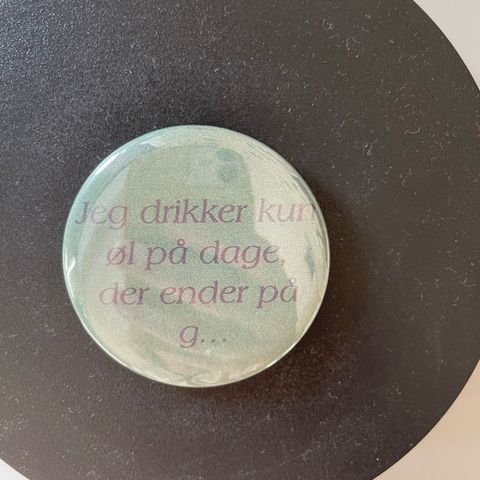 Jeg drikker kun
øl på dage,
der ender på
g...